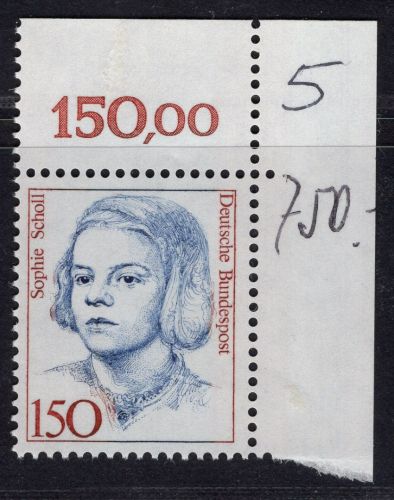 150,00
5
750.-
Sophie Scholl
Deutsche Bundespost
150